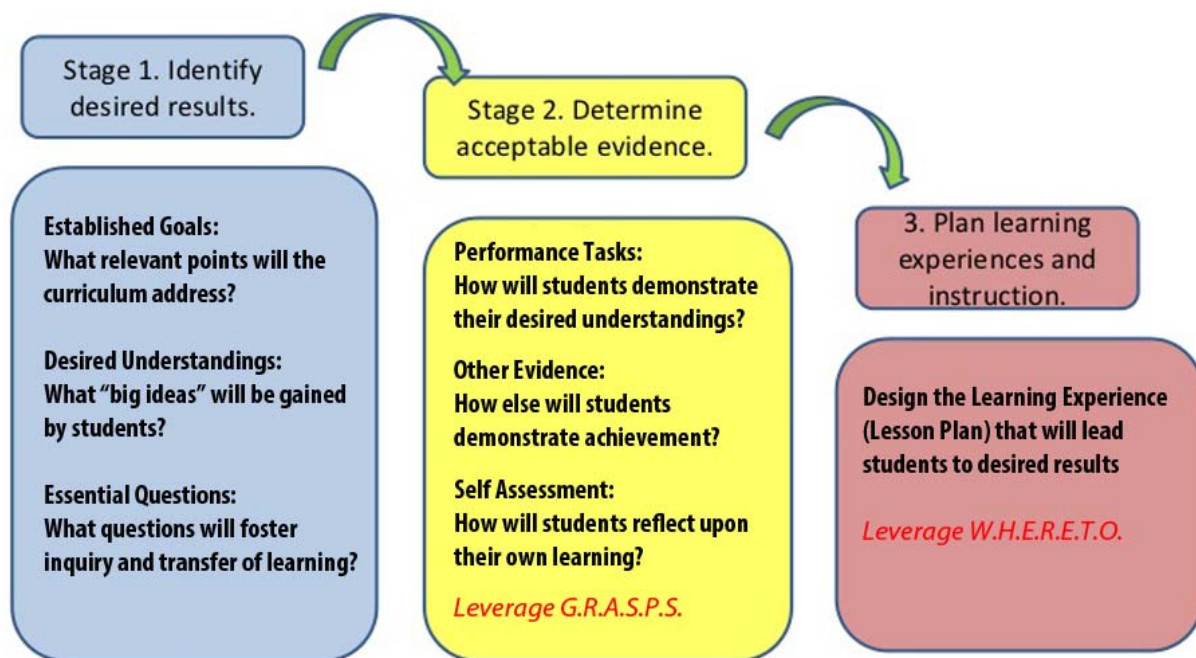 Stage 1. Identify
desired results.
Established Goals:
What relevant points will the
curriculum address?
Desired Understandings:
What “big ideas” will be gained
by students?
Essential Questions:
What questions will foster
inquiry and transfer of learning?
Stage 2. Determine
acceptable evidence.
Performance Tasks:
How will students demonstrate
their desired understandings?
Other Evidence:
How else will students
demonstrate achievement?
Self Assessment:
How will students reflect upon
their own learning?
Leverage G.R.A.S.P.S.
3. Plan learning
experiences and
instruction.
Design the Learning Experience
(Lesson Plan) that will lead
students to desired results
Leverage W.H.E.R.E.T.O.